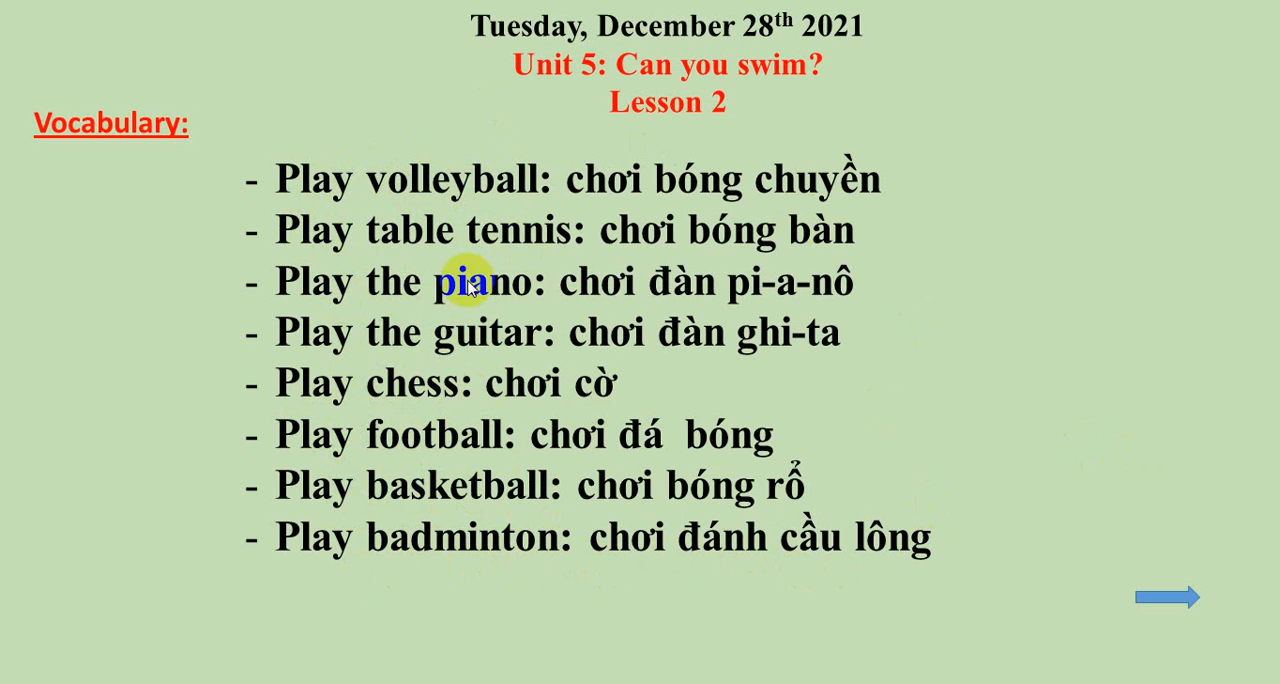 Tuesday, December 28th 2021
Unit 5: Can you swim?
Lesson 2
Vocabulary:
- Play volleyball: chơi bóng chuyền
- Play table tennis: chơi bóng bàn
- Play the piano: chơi đàn pi-a-nô
- Play the guitar: chơi đàn ghi-ta
- Play chess: chơi cờ
- Play football: chơi đá bóng
- Play basketball: chơi bóng rổ
- Play badminton: chơi đánh cầu lông